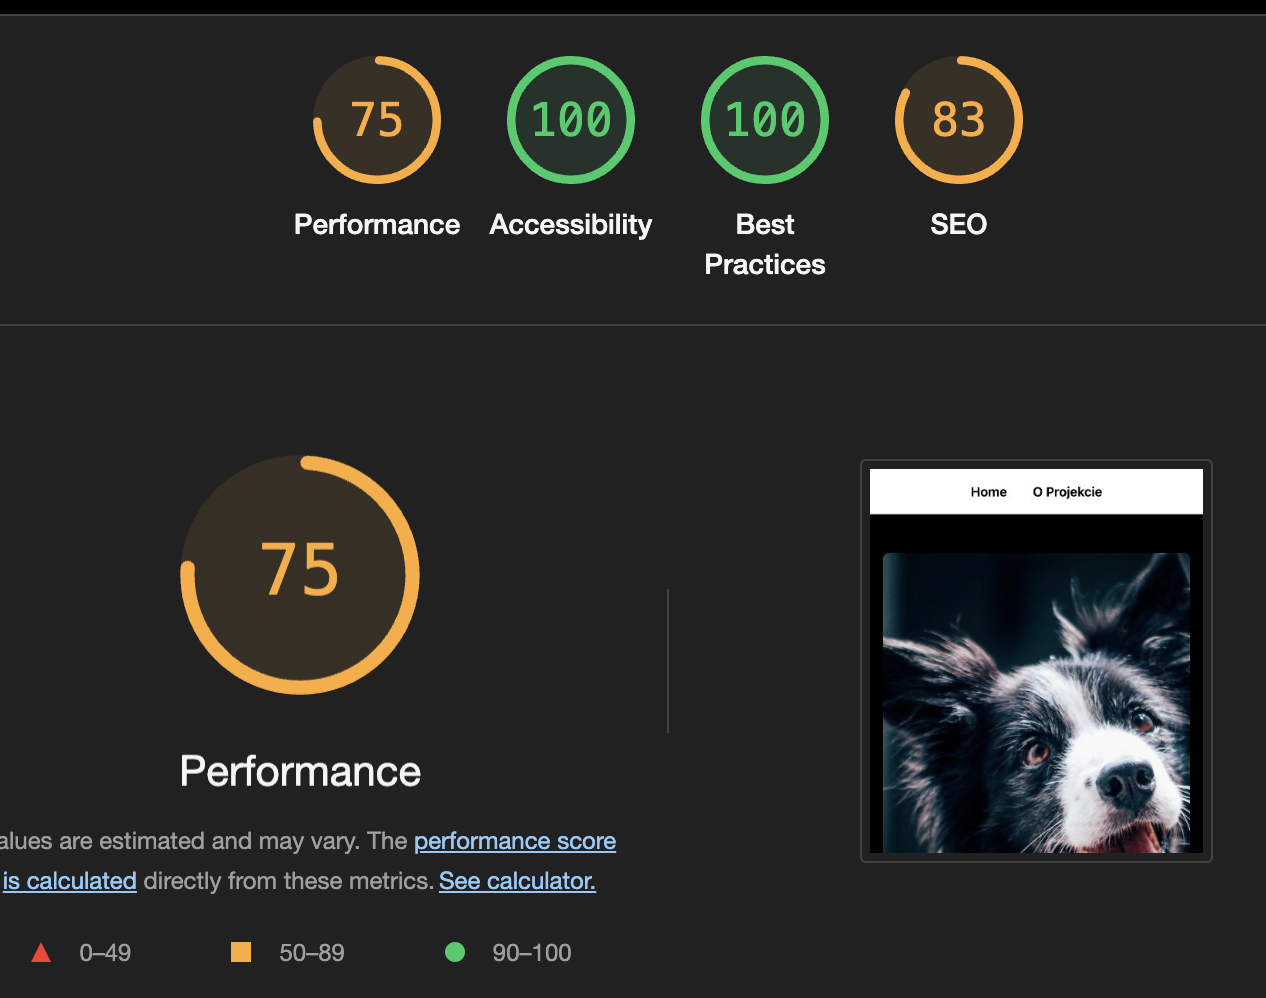 75
100
100
83
Performance
Accessibility
Best
Practices
SEO
75
Performance
Home O Projekcie
alues are estimated and may vary. The performance score
is calculated directly from these metrics. See calculator.
0–49
50–89
90–100